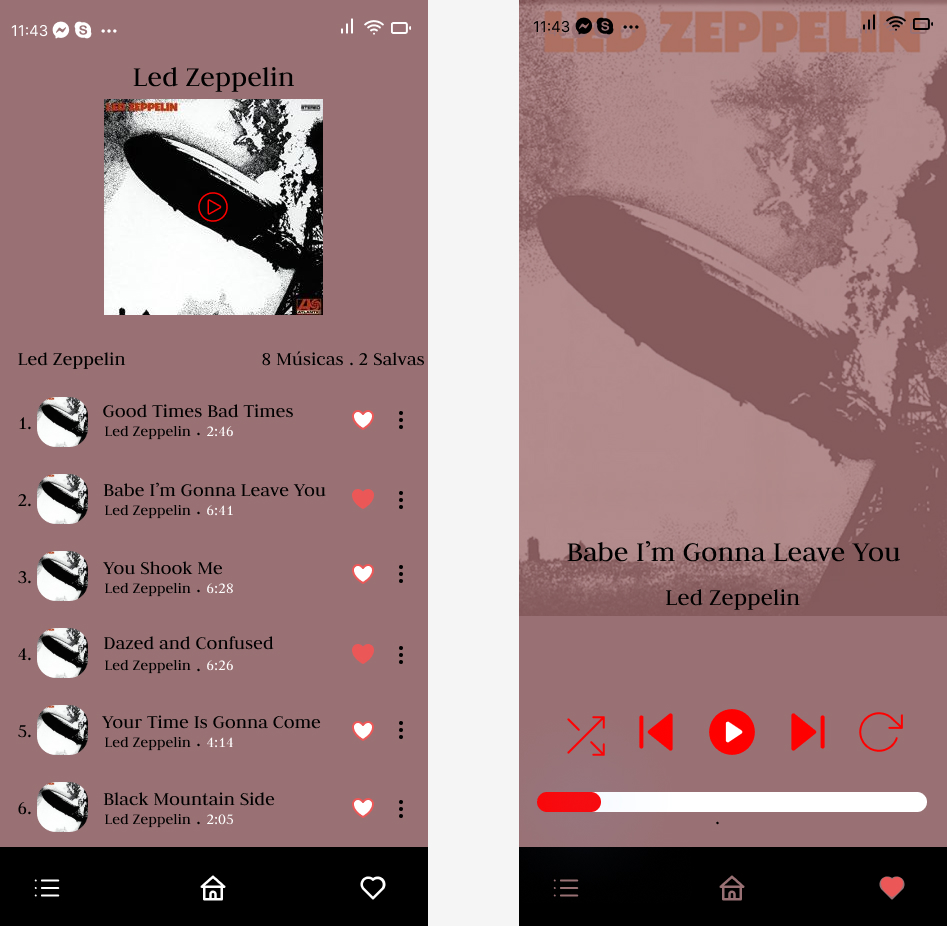 11:43
Led Zeppelin
LED ZEPPELIN
STEREO
ATLANTIC
Led Zeppelin
8 Músicas . 2 Salvas
1.
Good Times Bad Times
Led Zeppelin . 2:46
2.
Babe I’m Gonna Leave You
Led Zeppelin . 6:41
3.
You Shook Me
Led Zeppelin . 6:28
4.
Dazed and Confused
Led Zeppelin . 6:26
5.
Your Time Is Gonna Come
Led Zeppelin . 4:14
6.
Black Mountain Side
Led Zeppelin . 2:05
11:43
LED ZEPPELIN
Babe I’m Gonna Leave You
Led Zeppelin